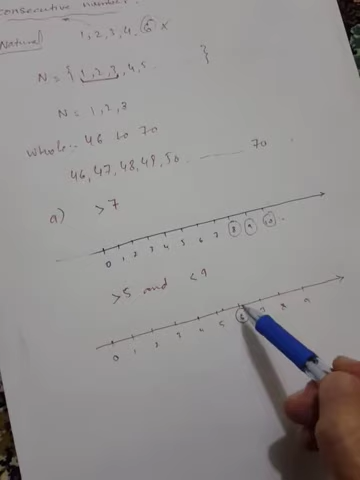 consecutive number.
Natural 1, 2, 3, 4, 6 x
N = { 1, 2, 3, 4, 5. }
N = 1, 2, 3
whole:- 46 to 70
46, 47, 48, 49, 50 ------ 70
a) >7
0 1 2 3 4 5 6 7 8 9 10
>5 and <9
0 1 2 3 4 5 6 7 8 9